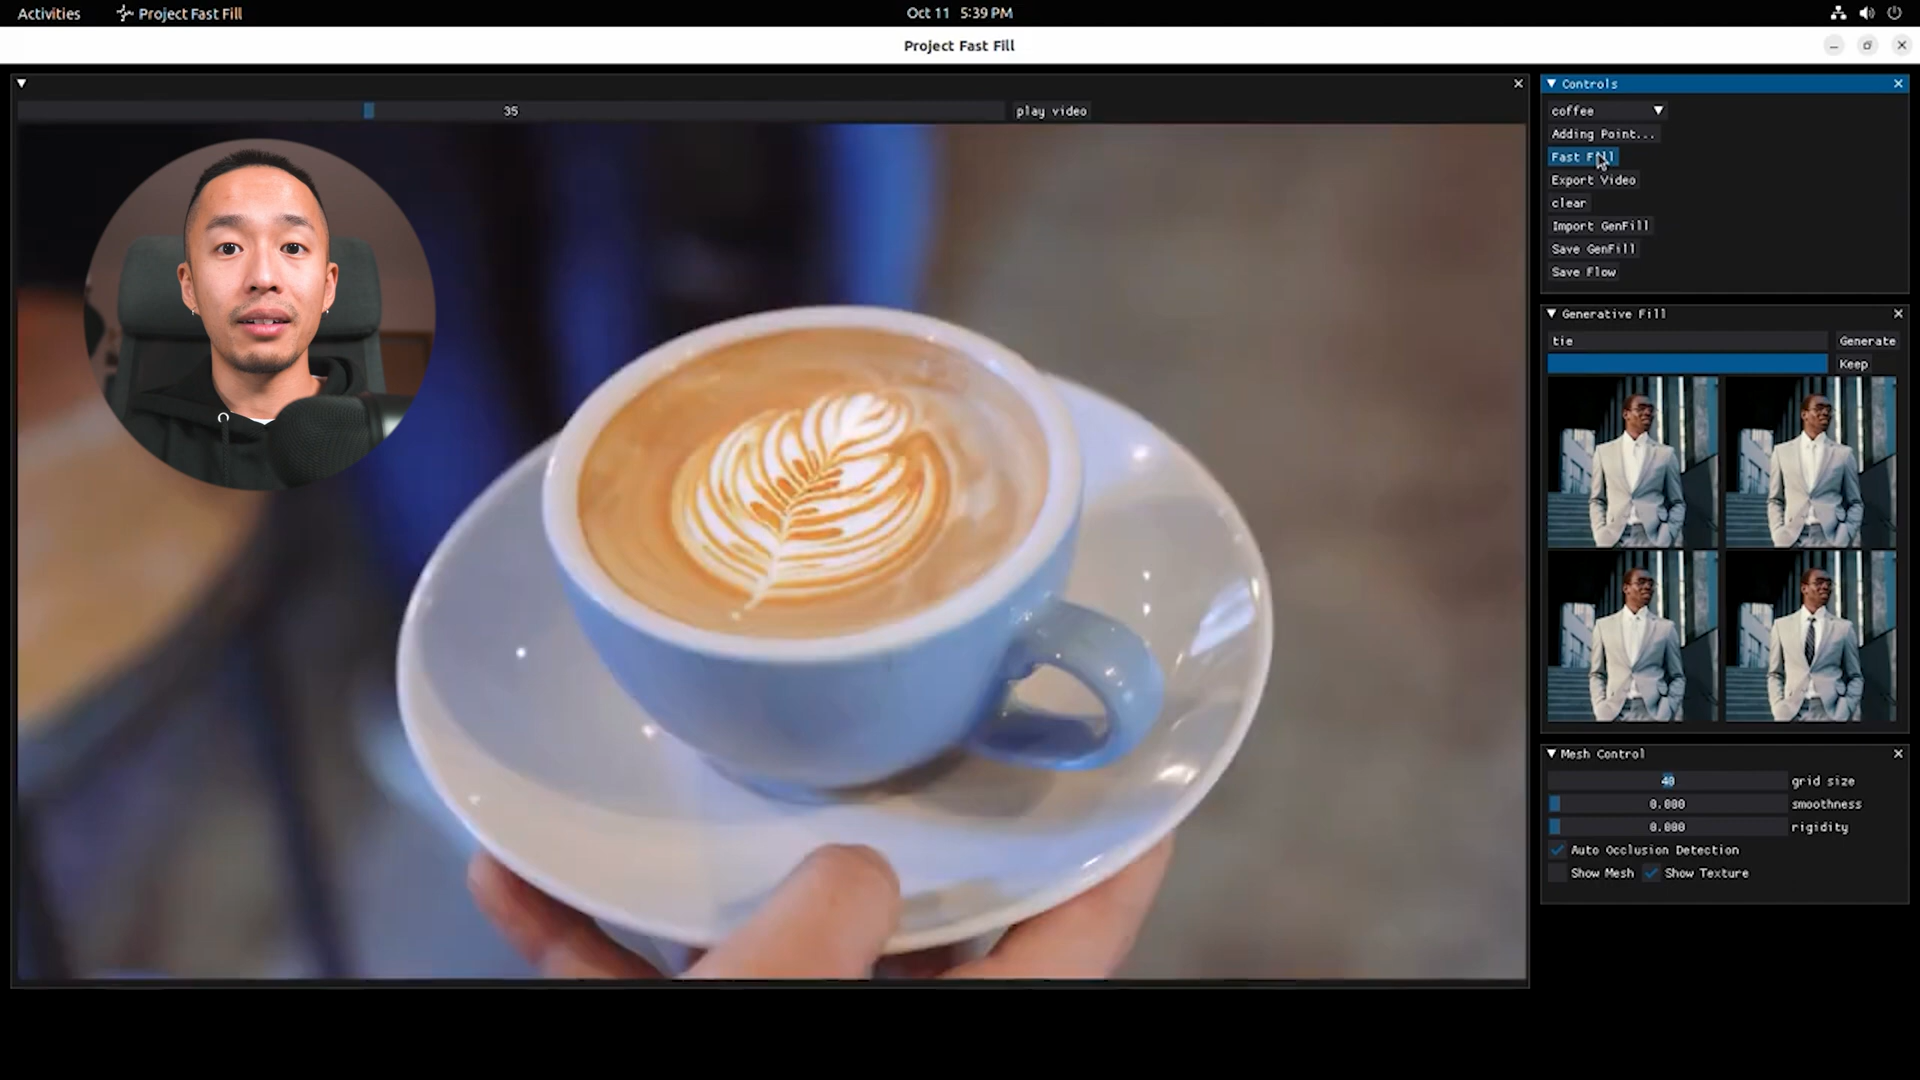 Activities
Project Fast Fill
Oct 11 5:39 PM
Project Fast Fill
35
play video
Controls
coffee
Adding Point...
Fast Fill
Export Video
clear
Import GenFill
Save GenFill
Save Flow
Generative Fill
tie
Generate
Keep
Mesh Control
40 grid size
0.000 smoothness
0.000 rigidity
Auto Occlusion Detection
Show Mesh
Show Texture